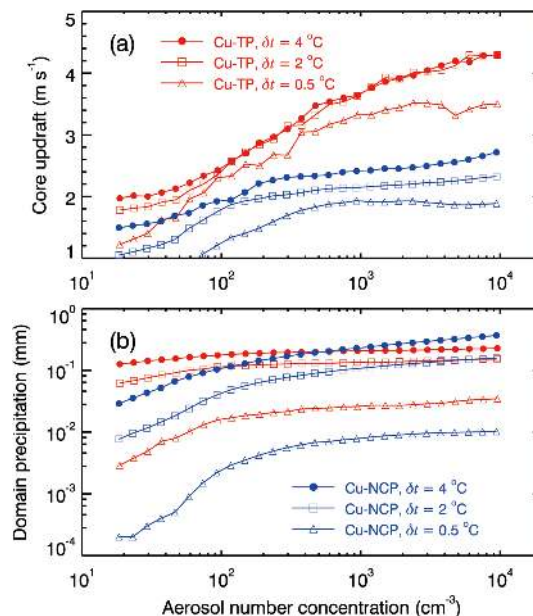 (a)
Cu-TP, δt = 4 °C
Cu-TP, δt = 2 °C
Cu-TP, δt = 0.5 °C
Core updraft (m s⁻¹)
5
4
3
2
1
10¹ 10² 10³ 10⁴
(b)
Domain precipitation (mm)
10⁰
10⁻¹
10⁻²
10⁻³
10⁻⁴
Cu-NCP, δt = 4 °C
Cu-NCP, δt = 2 °C
Cu-NCP, δt = 0.5 °C
10¹ 10² 10³ 10⁴
Aerosol number concentration (cm⁻³)